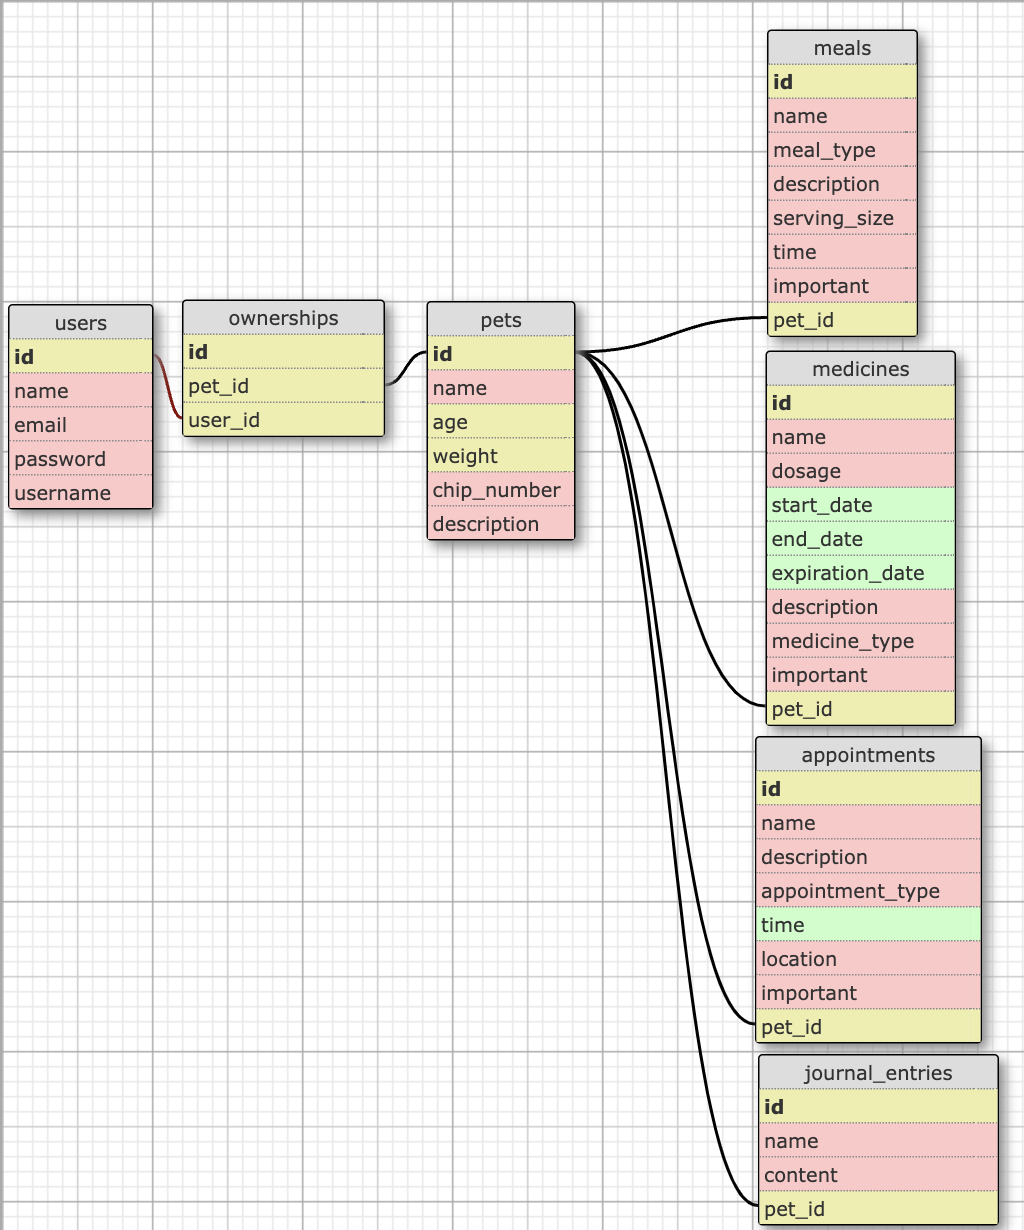 users
id
name
email
password
username
ownerships
id
pet_id
user_id
pets
id
name
age
weight
chip_number
description
meals
id
name
meal_type
description
serving_size
time
important
pet_id
medicines
id
name
dosage
start_date
end_date
expiration_date
description
medicine_type
important
pet_id
appointments
id
name
description
appointment_type
time
location
important
pet_id
journal_entries
id
name
content
pet_id